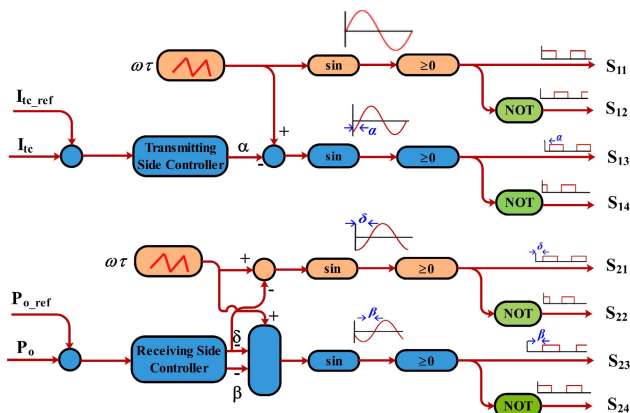 ωτ
sin
≥0
S11
NOT
S12
Itc_ref
Itc
Transmitting
Side Controller
α
+
-
α
sin
≥0
α
S13
NOT
S14
ωτ
+
-
δ
sin
≥0
δ
S21
NOT
S22
Po_ref
Po
Receiving Side
Controller
δ
-
-
β
+
β
sin
≥0
β
S23
NOT
S24